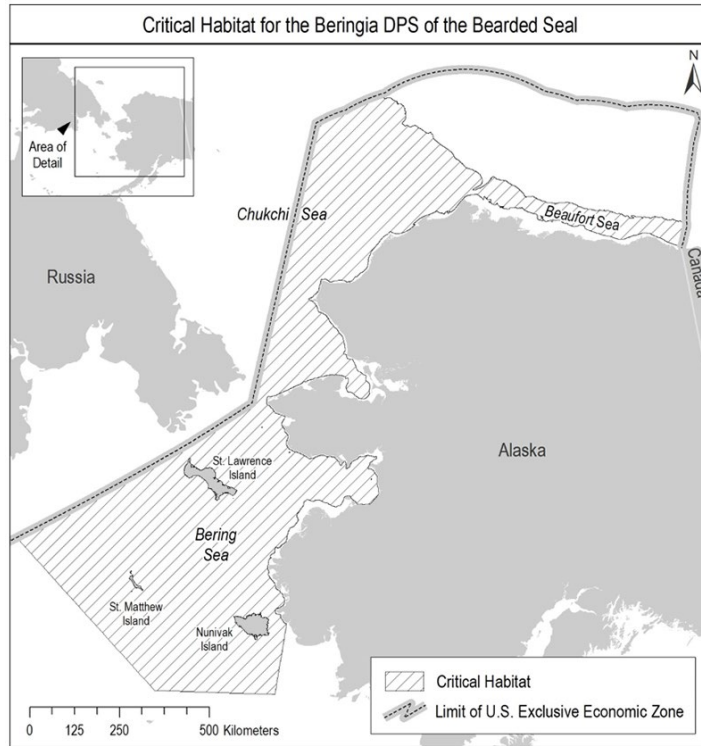 Critical Habitat for the Beringia DPS of the Bearded Seal
N
Area of
Detail
Chukchi Sea
Beaufort Sea
Russia
Canada
Alaska
St. Lawrence
Island
Bering
Sea
St. Matthew
Island
Nunivak
Island
Critical Habitat
Limit of U.S. Exclusive Economic Zone
0 125 250 500 Kilometers